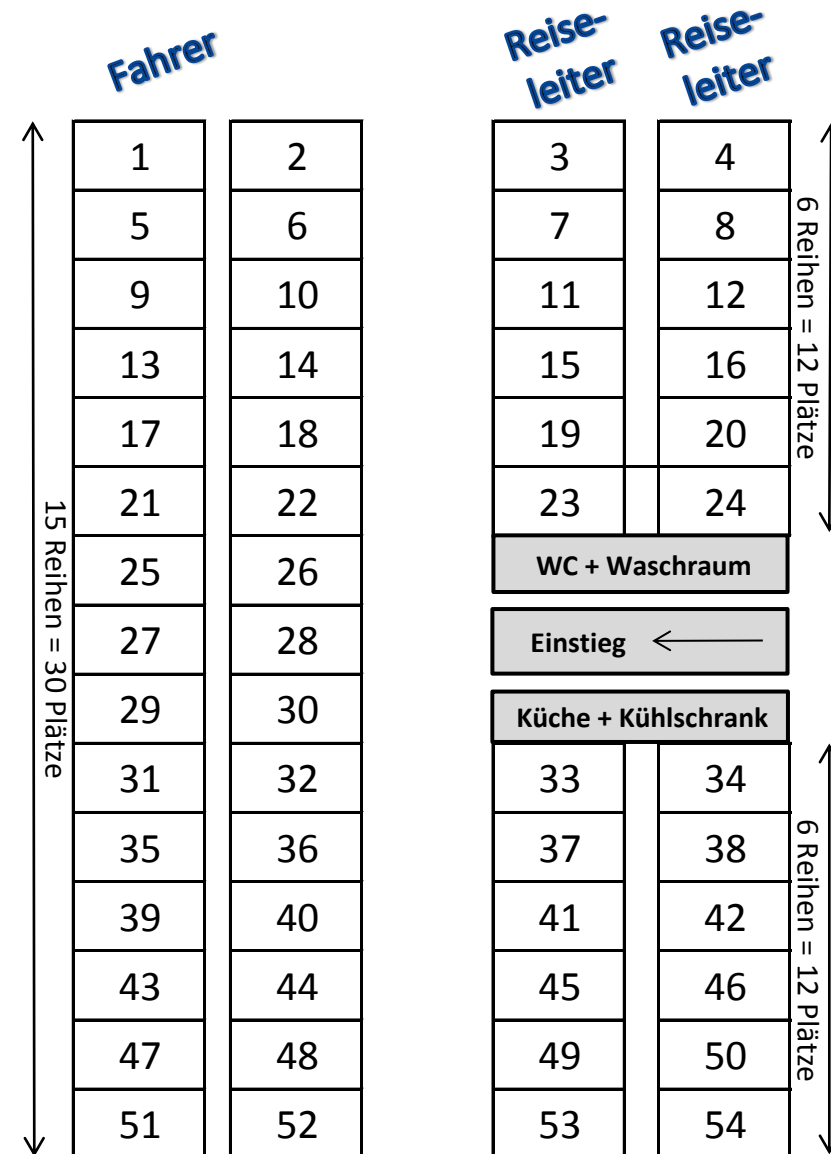 Fahrer
Reise-
leiter
Reise-
leiter
1 2 3 4
5 6 7 8
9 10 11 12
13 14 15 16
17 18 19 20
21 22 23 24
6 Reihen = 12 Plätze
25 26 WC + Waschraum
27 28 Einstieg
29 30 Küche + Kühlschrank
15 Reihen = 30 Plätze
31 32 33 34
35 36 37 38
39 40 41 42
43 44 45 46
47 48 49 50
51 52 53 54
6 Reihen = 12 Plätze